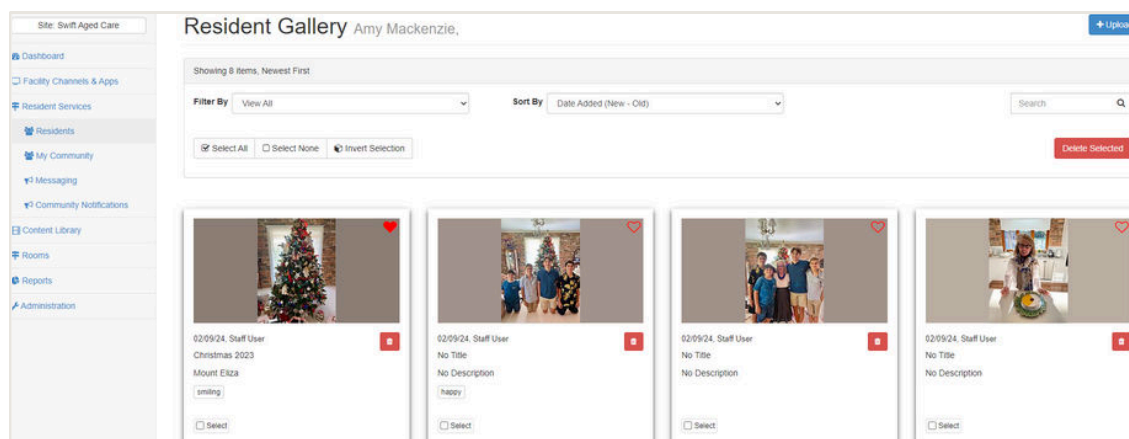 Site: Swift Aged Care
Dashboard
Facility Channels & Apps
Resident Services
Residents
My Community
Messaging
Community Notifications
Content Library
Rooms
Reports
Administration
Resident Gallery Amy Mackenzie,
+ Uploa
Showing 8 items, Newest First
Filter By View All Sort By Date Added (New - Old) Search
Select All Select None Invert Selection Delete Selected
02/09/24, Staff User
Christmas 2023
Mount Eliza
smiling
Select
02/09/24, Staff User
No Title
No Description
happy
Select
02/09/24, Staff User
No Title
No Description
Select
02/09/24, Staff User
No Title
No Description
Select